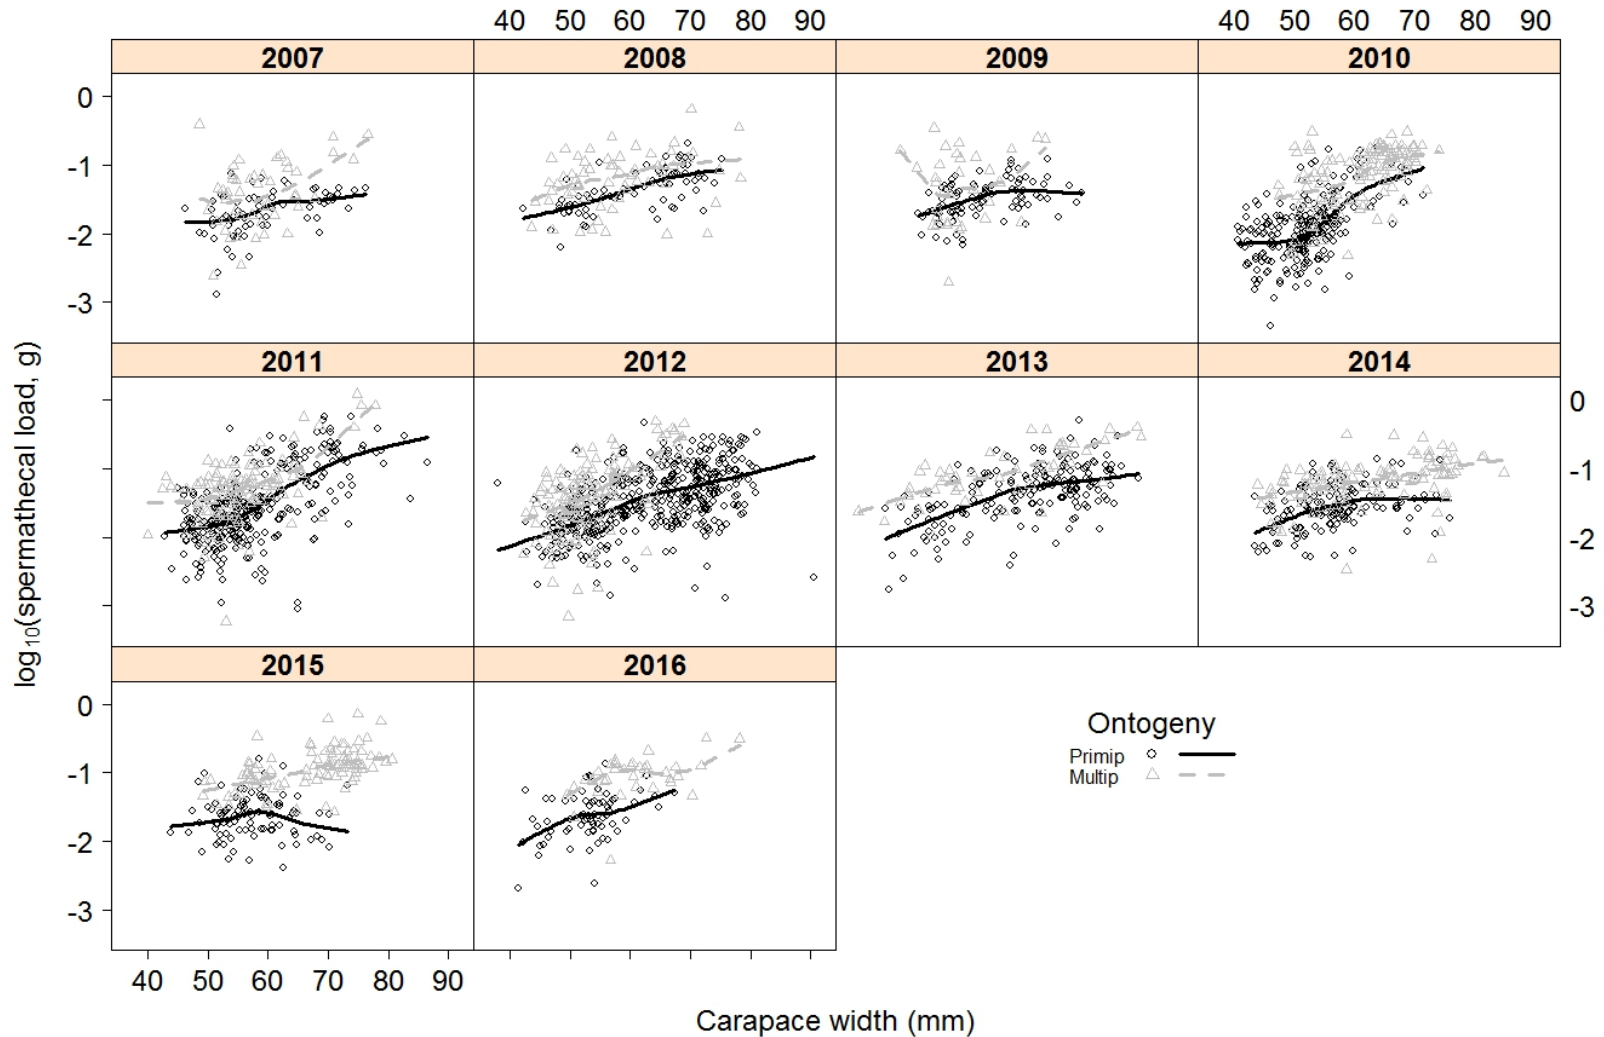 40 50 60 70 80 90 40 50 60 70 80 90
2007 2008 2009 2010
0
-1
-2
-3
2011 2012 2013 2014
0
-1
-2
-3
log10(spermathecal load, g)
2015 2016
0
-1
-2
-3
Ontogeny
Primip
Multip
40 50 60 70 80 90
Carapace width (mm)